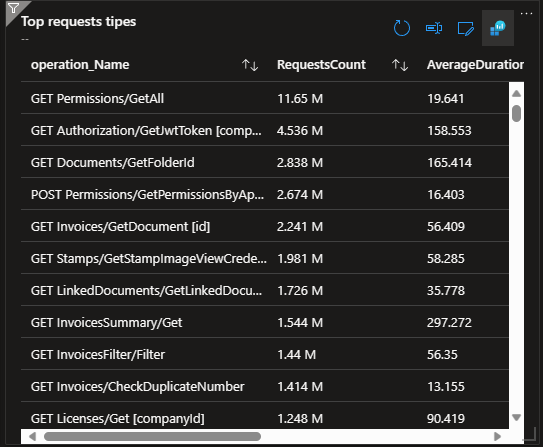 Top requests tipes
--
operation_Name RequestsCount AverageDuration
GET Permissions/GetAll 11.65 M 19.641
GET Authorization/GetJwtToken [comp... 4.536 M 158.553
GET Documents/GetFolderId 2.838 M 165.414
POST Permissions/GetPermissionsByAp... 2.674 M 16.403
GET Invoices/GetDocument [id] 2.241 M 56.409
GET Stamps/GetStampImageViewCrede... 1.981 M 58.285
GET LinkedDocuments/GetLinkedDocu... 1.726 M 35.778
GET InvoicesSummary/Get 1.544 M 297.272
GET InvoicesFilter/Filter 1.44 M 56.35
GET Invoices/CheckDuplicateNumber 1.414 M 13.155
GET Licenses/Get [companyId] 1.248 M 90.419